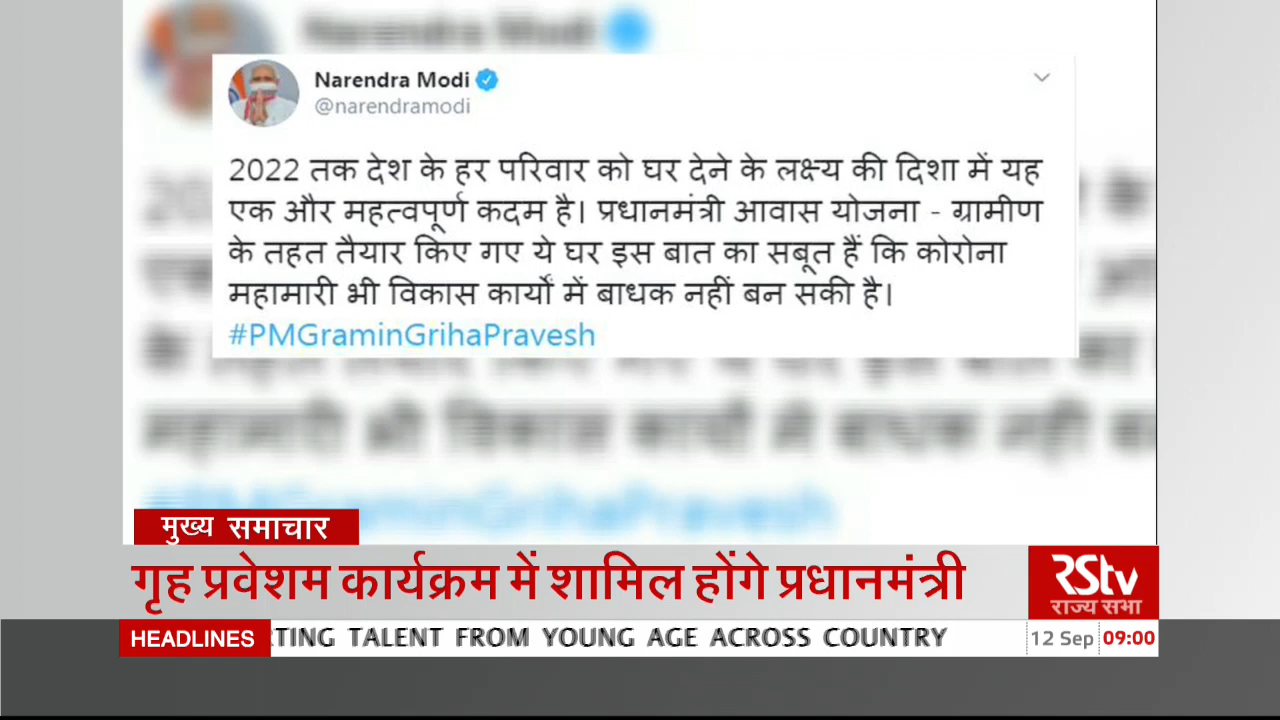 Narendra Modi
@narendramodi
2022 तक देश के हर परिवार को घर देने के लक्ष्य की दिशा में यह
एक और महत्वपूर्ण कदम है। प्रधानमंत्री आवास योजना - ग्रामीण
के तहत तैयार किए गए ये घर इस बात का सबूत हैं कि कोरोना
महामारी भी विकास कार्यों में बाधक नहीं बन सकी है।
#PMGraminGrihaPravesh
मुख्य समाचार
गृह प्रवेशम कार्यक्रम में शामिल होंगे प्रधानमंत्री
RStv
राज्य सभा
HEADLINES RTING TALENT FROM YOUNG AGE ACROSS COUNTRY 12 Sep 09:00